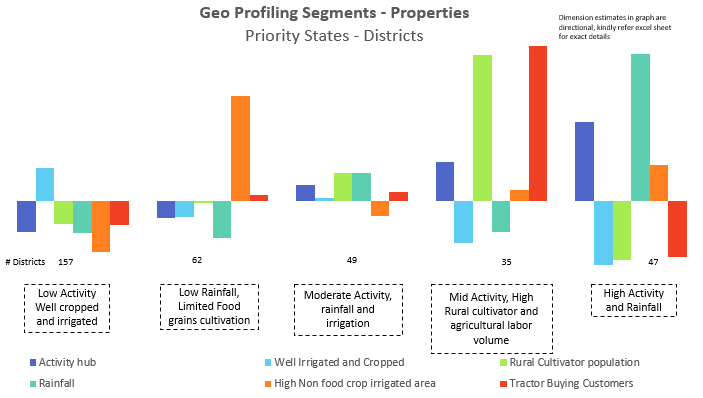 Geo Profiling Segments - Properties
Priority States - Districts
Dimension estimates in graph are
directional, kindly refer excel sheet
for exact details
# Districts 157 62 49 35 47
Low Activity
Well cropped
and irrigated
Low Rainfall,
Limited Food
grains cultivation
Moderate Activity,
rainfall and
irrigation
Mid Activity, High
Rural cultivator and
agricultural labor
volume
High Activity
and Rainfall
Activity hub
Well Irrigated and Cropped
Rural Cultivator population
Rainfall
High Non food crop irrigated area
Tractor Buying Customers